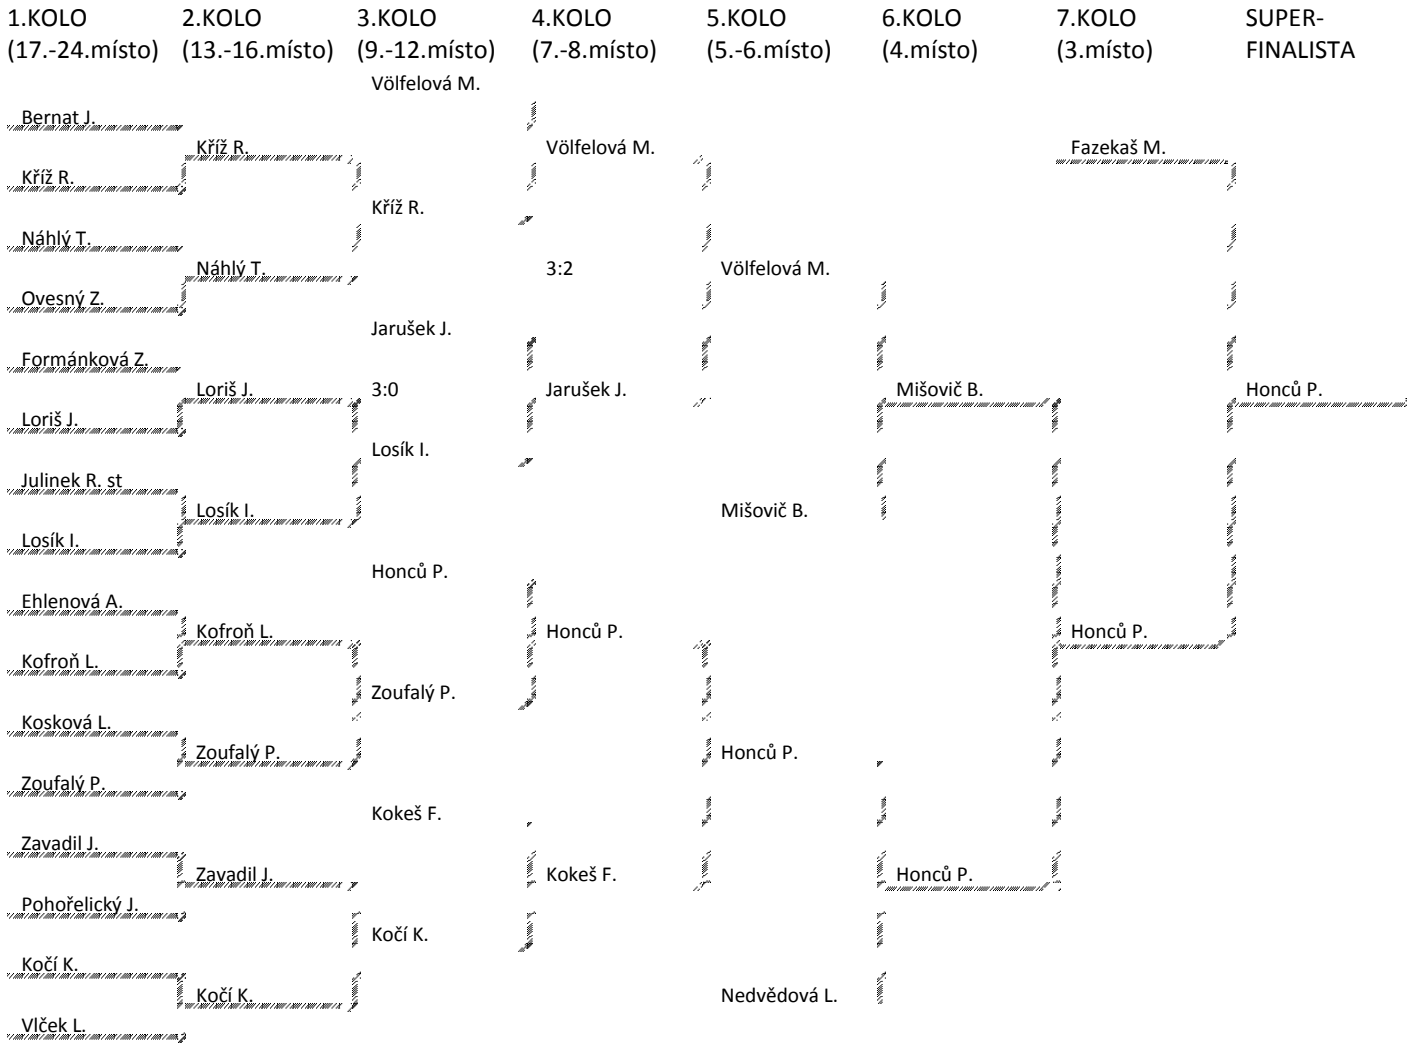 1.KOLO 2.KOLO 3.KOLO 4.KOLO 5.KOLO 6.KOLO 7.KOLO SUPER-
(17.-24.místo) (13.-16.místo) (9.-12.místo) (7.-8.místo) (5.-6.místo) (4.místo) (3.místo) FINALISTA
Völfelová M.
Bernat J.
Kříž R. Völfelová M. Fazekaš M.
Kříž R.
Kříž R.
Náhlý T.
Náhlý T. 3:2 Völfelová M.
Ovesný Z.
Jarušek J.
Formánková Z.
Loriš J. 3:0 Jarušek J. Mišovič B. Honců P.
Loriš J.
Losík I.
Julinek R. st
Losík I. Mišovič B.
Losík I.
Honců P.
Ehlenová A.
Kofroň L. Honců P. Honců P.
Kofroň L.
Zoufalý P.
Kosková L.
Zoufalý P. Honců P.
Zoufalý P.
Kokeš F.
Zavadil J.
Zavadil J. Kokeš F. Honců P.
Pohořelický J.
Kočí K.
Kočí K.
Kočí K. Nedvědová L.
Vlček L.